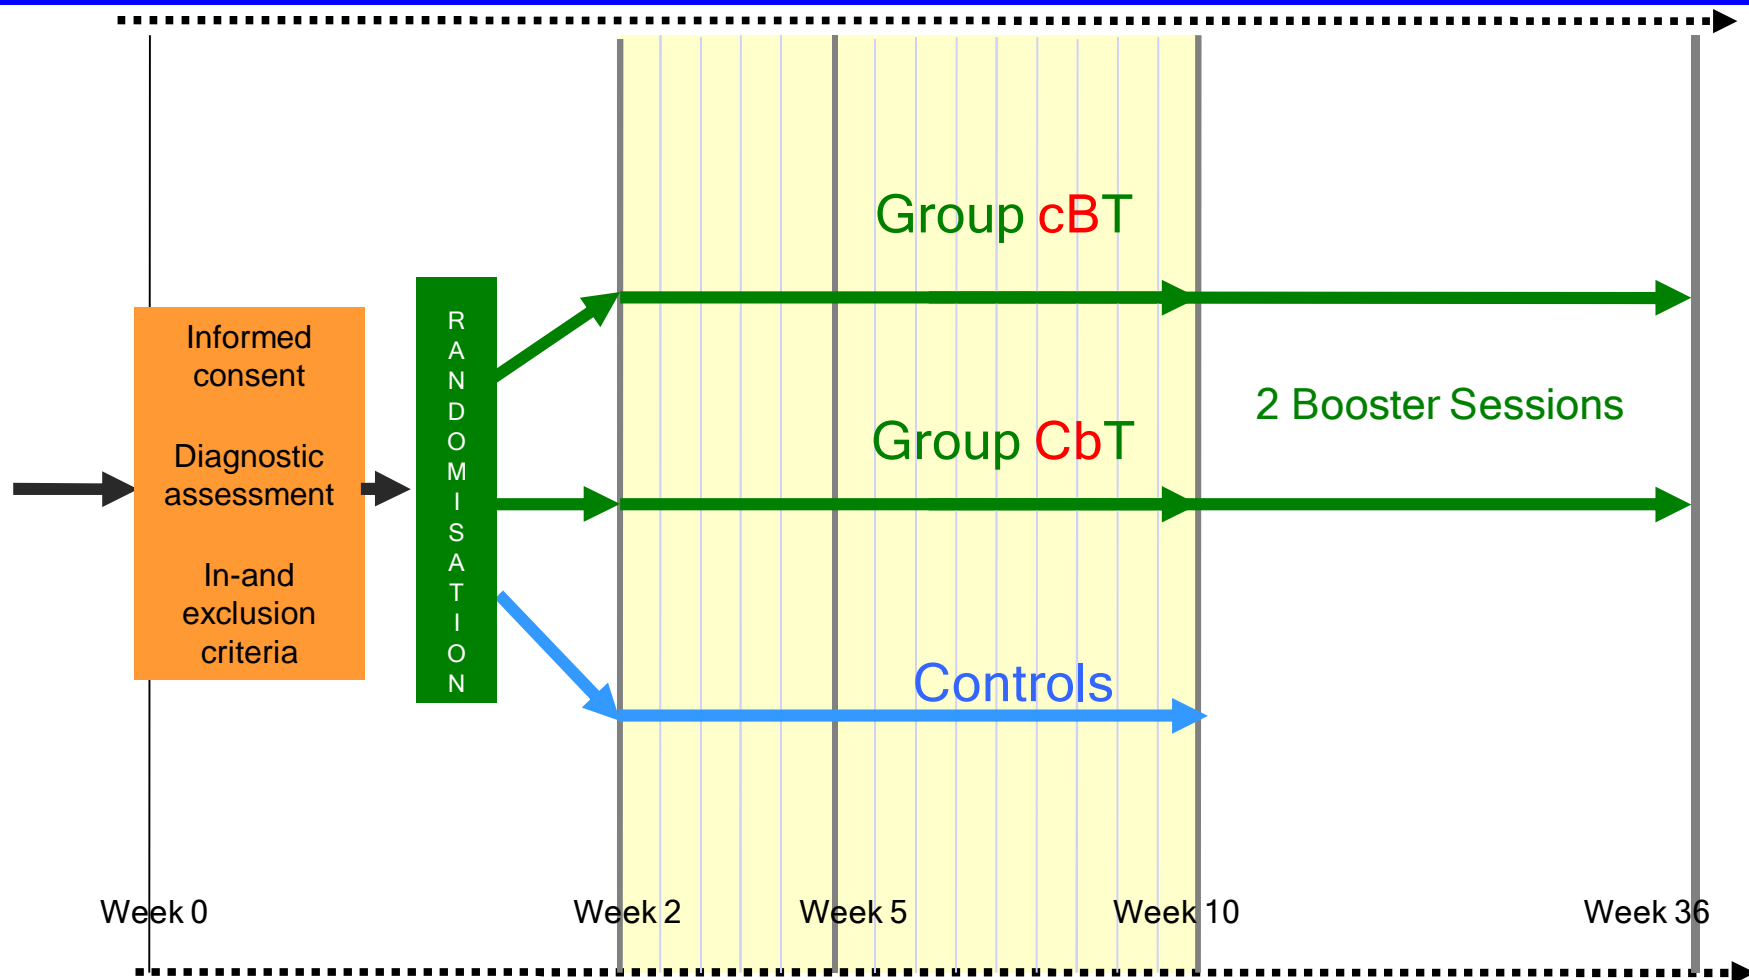 Informed
consent
Diagnostic
assessment
In-and
exclusion
criteria
R
A
N
D
O
M
I
S
A
T
I
O
N
Group cBT
Group CbT
Controls
2 Booster Sessions
Week 0
Week 2
Week 5
Week 10
Week 36